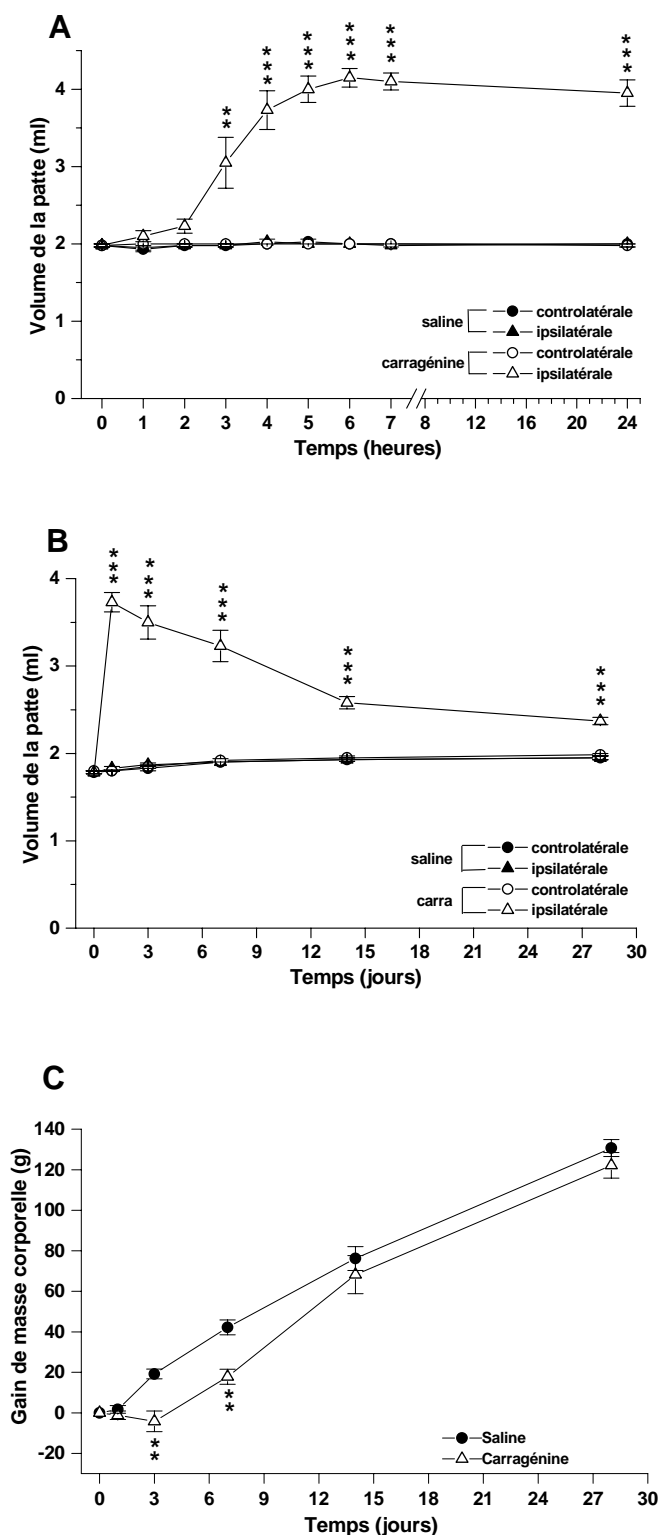 A
Volume de la patte (ml)
4
3
2
1
0
***
***
***
***
***
**
***
saline
controlatérale
ipsilatérale
carragénine
controlatérale
ipsilatérale
0 1 2 3 4 5 6 7 8 12 16 20 24
Temps (heures)
B
Volume de la patte (ml)
4
3
2
1
0
***
***
***
***
***
saline
controlatérale
ipsilatérale
carra
controlatérale
ipsilatérale
0 3 6 9 12 15 18 21 24 27 30
Temps (jours)
C
Gain de masse corporelle (g)
140
120
100
80
60
40
20
0
-20
**
**
Saline
Carragénine
0 3 6 9 12 15 18 21 24 27 30
Temps (jours)